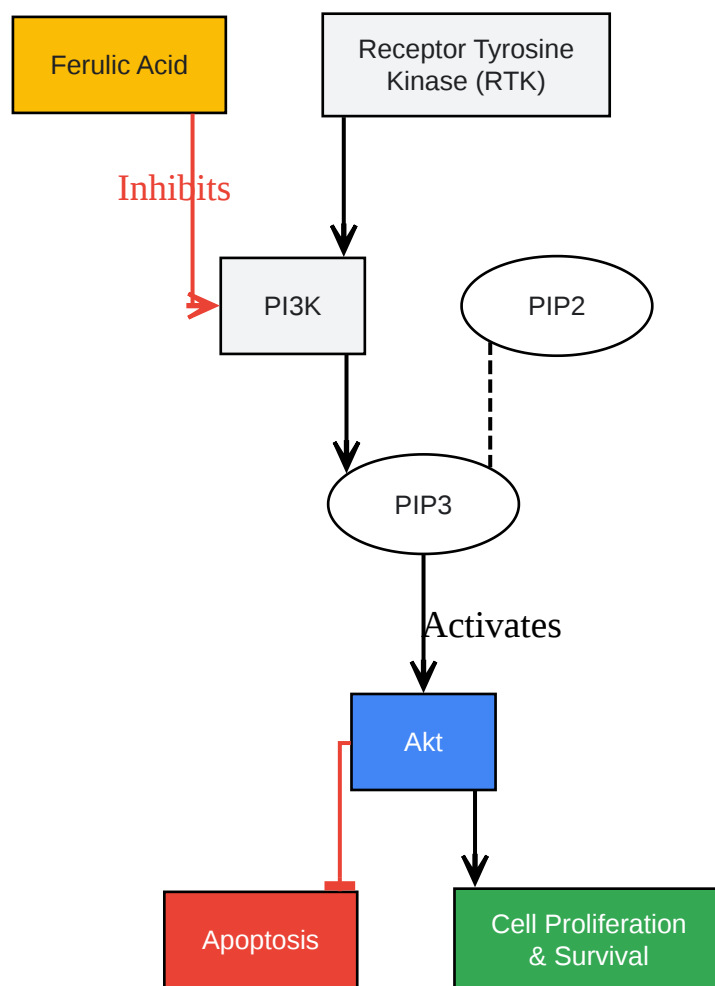 Ferulic Acid
Receptor Tyrosine
Kinase (RTK)
Inhibits
PI3K
PIP2
PIP3
Activates
Akt
Apoptosis
Cell Proliferation
& Survival